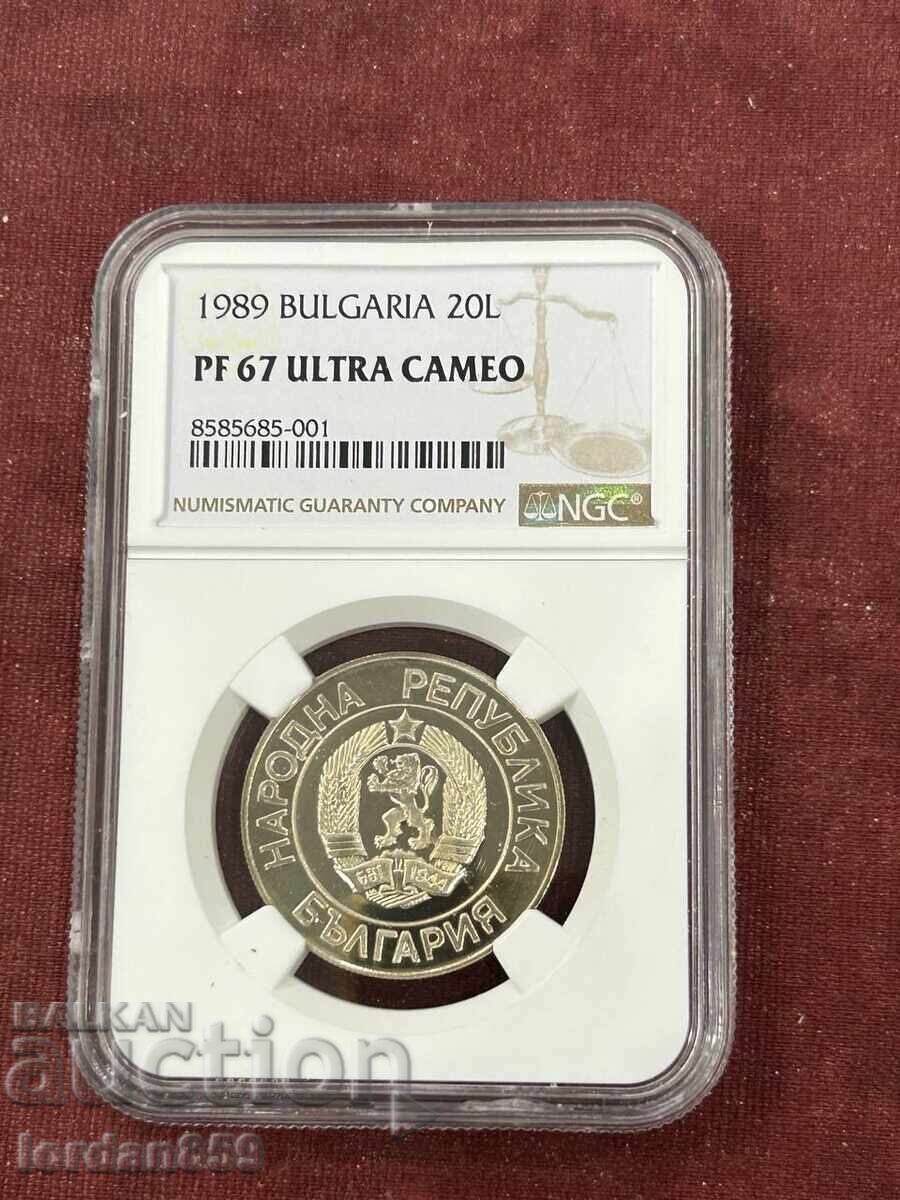 1989 BULGARIA 20L
PF 67 ULTRA CAMEO
8585685-001
NUMISMATIC GUARANTY COMPANY
NGC®
НАРОДНА РЕПУБЛИКА
681 1944
БЪЛГАРИЯ
BALKAN
auction
iordan859